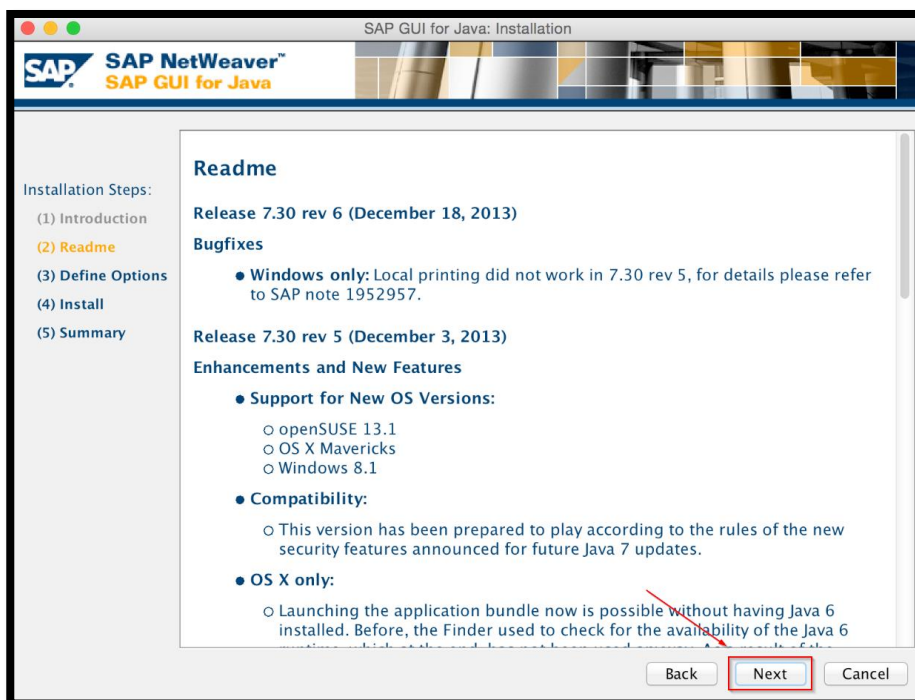 SAP GUI for Java: Installation
SAP
SAP NetWeaver™
SAP GUI for Java
Installation Steps:
(1) Introduction
(2) Readme
(3) Define Options
(4) Install
(5) Summary
Readme
Release 7.30 rev 6 (December 18, 2013)
Bugfixes
● Windows only: Local printing did not work in 7.30 rev 5, for details please refer
to SAP note 1952957.
Release 7.30 rev 5 (December 3, 2013)
Enhancements and New Features
● Support for New OS Versions:
○ openSUSE 13.1
○ OS X Mavericks
○ Windows 8.1
● Compatibility:
○ This version has been prepared to play according to the rules of the new
security features announced for future Java 7 updates.
● OS X only:
○ Launching the application bundle now is possible without having Java 6
installed. Before, the Finder used to check for the availability of the Java 6
Back
Next
Cancel